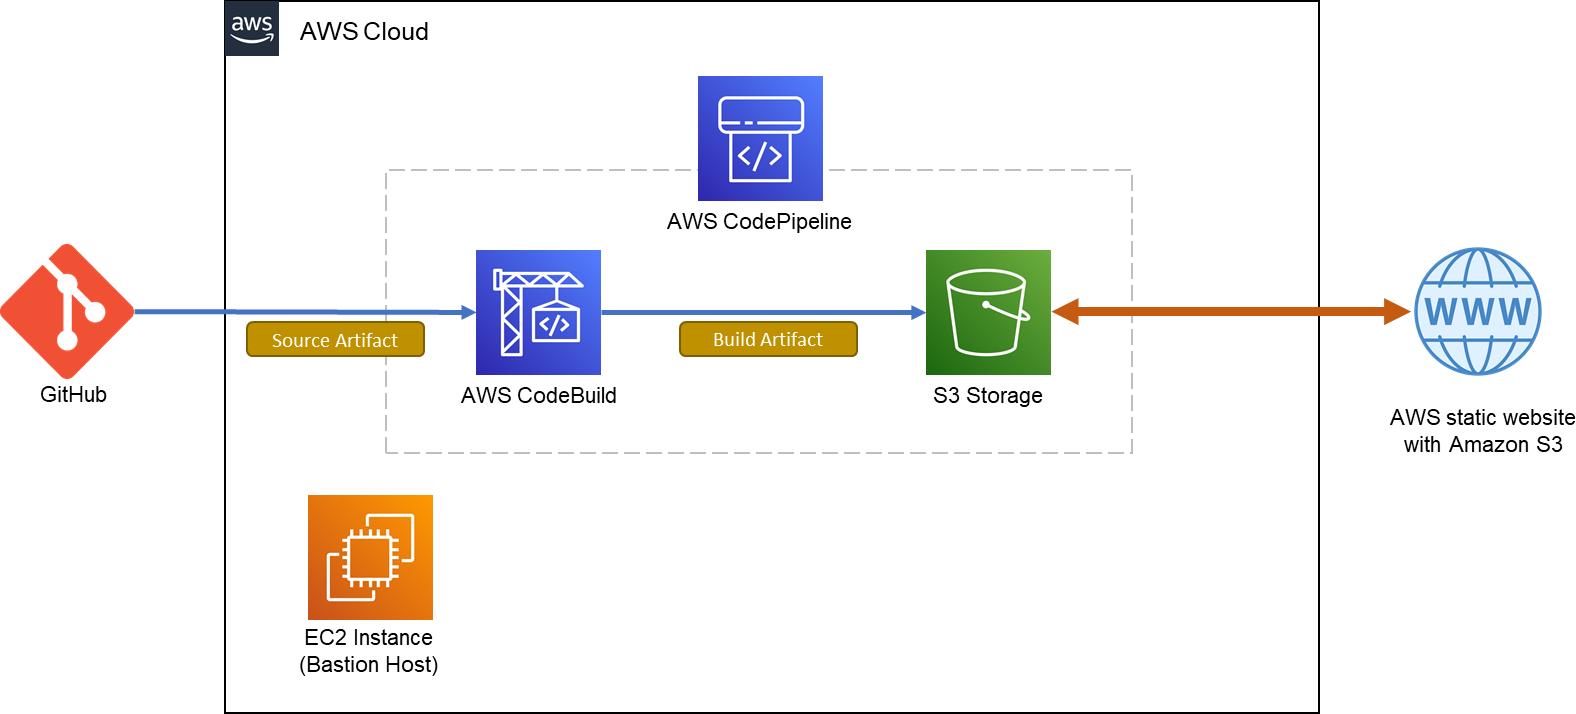 aws
AWS Cloud
AWS CodePipeline
GitHub
Source Artifact
AWS CodeBuild
Build Artifact
S3 Storage
WWW
AWS static website
with Amazon S3
EC2 Instance
(Bastion Host)